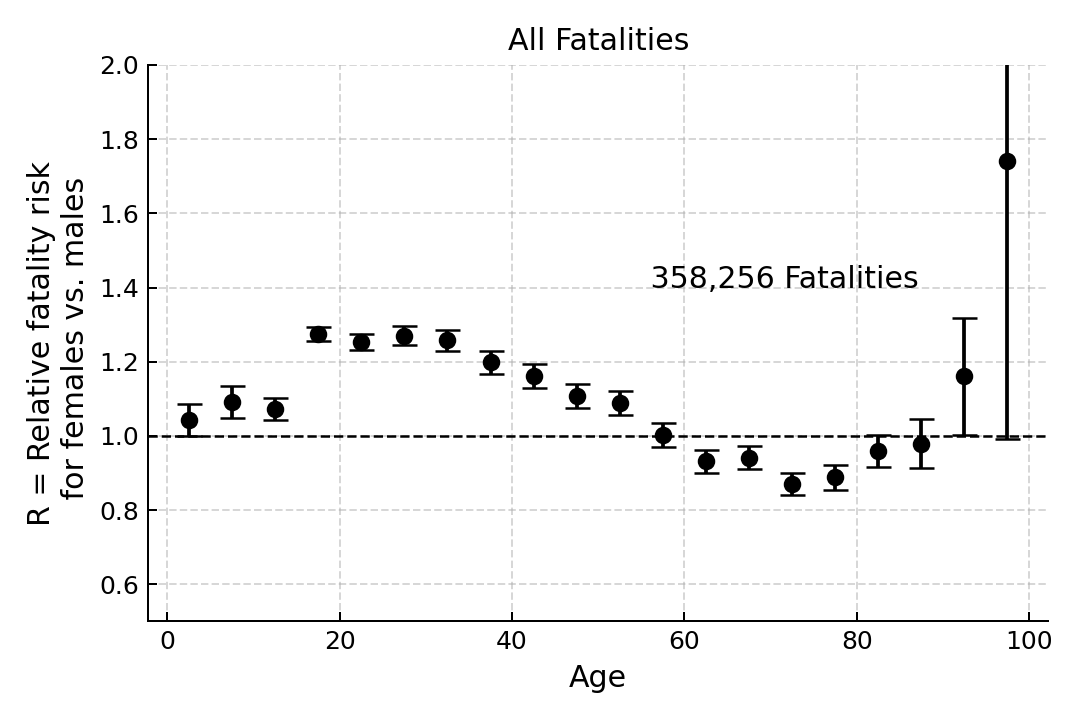 All Fatalities
R = Relative fatality risk
for females vs. males
2.0
1.8
1.6
1.4
1.2
1.0
0.8
0.6
358,256 Fatalities
0
20
40
60
80
100
Age